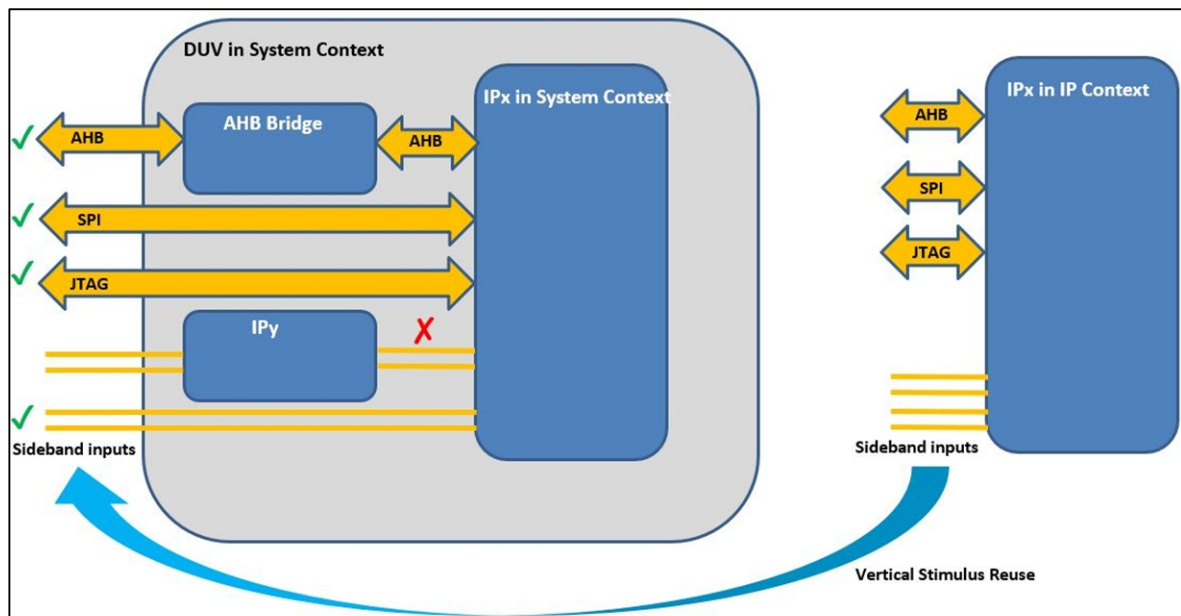 DUV in System Context
IPx in System Context
IPx in IP Context
AHB
AHB Bridge
AHB
AHB
SPI
SPI
JTAG
JTAG
IPy
Sideband inputs
Sideband inputs
Vertical Stimulus Reuse